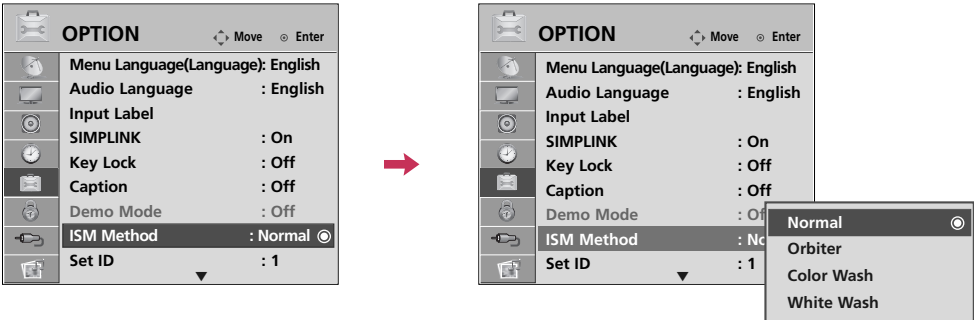 OPTION
Move Enter
Menu Language(Language): English
Audio Language : English
Input Label
SIMPLINK : On
Key Lock : Off
Caption : Off
Demo Mode : Off
ISM Method : Normal
Set ID : 1
OPTION
Move Enter
Menu Language(Language): English
Audio Language : English
Input Label
SIMPLINK : On
Key Lock : Off
Caption : Off
Demo Mode
ISM Method
Set ID : 1
Normal
Orbiter
Color Wash
White Wash